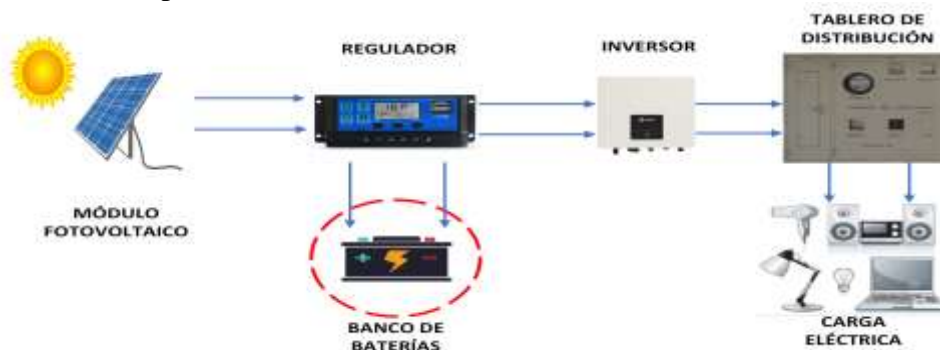 TABLERO DE
DISTRIBUCIÓN
REGULADOR
INVERSOR
MÓDULO
FOTOVOLTAICO
BANCO DE
BATERÍAS
CARGA
ELÉCTRICA